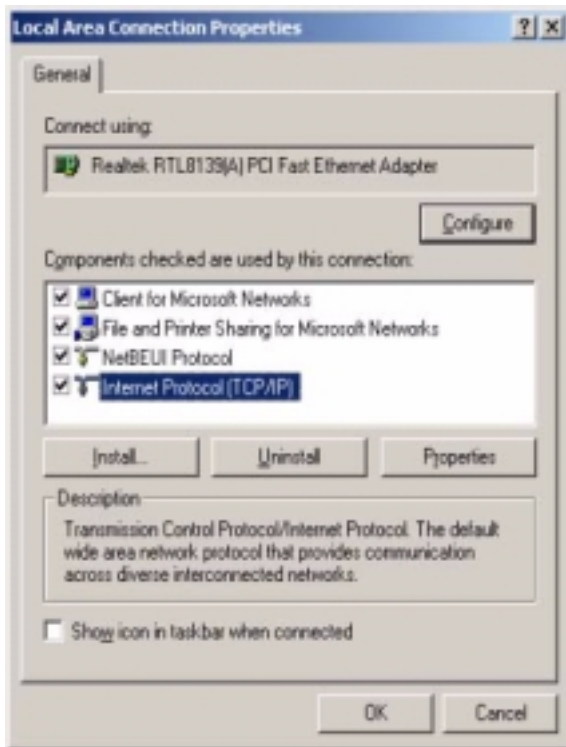 Local Area Connection Properties
General
Connect using:
Realtek RTL8139(A) PCI Fast Ethernet Adapter
Configure
Components checked are used by this connection:
Client for Microsoft Networks
File and Printer Sharing for Microsoft Networks
NetBEUI Protocol
Internet Protocol (TCP/IP)
Install...
Uninstall
Properties
Description
Transmission Control Protocol/Internet Protocol. The default
wide area network protocol that provides communication
across diverse interconnected networks.
Show icon in taskbar when connected
OK
Cancel